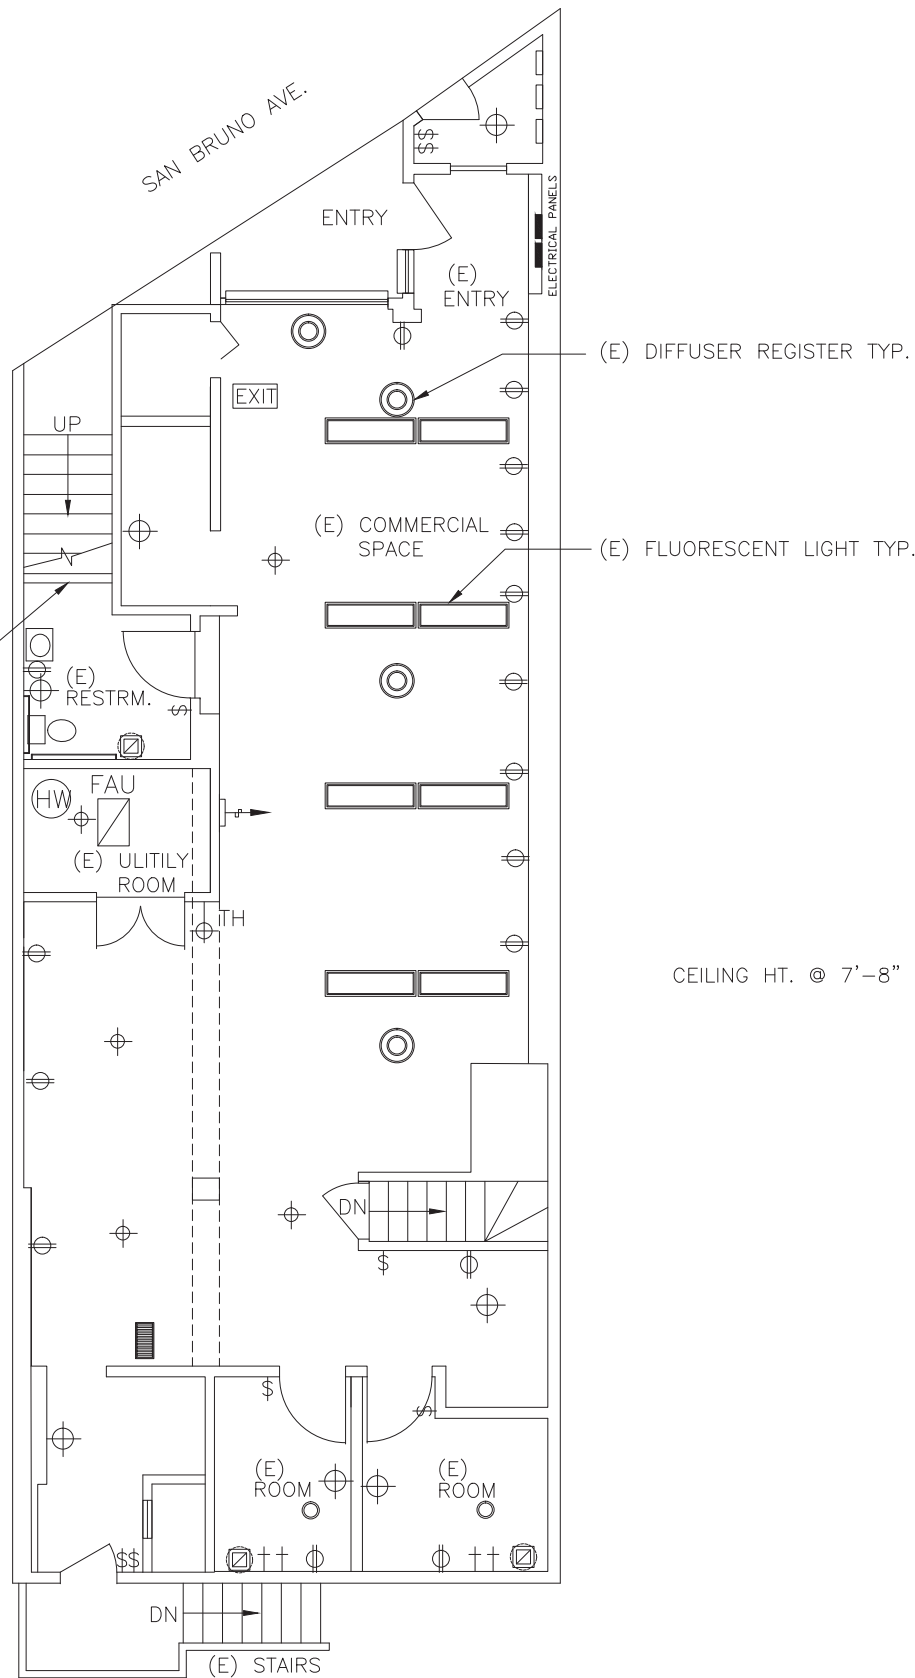 SAN BRUNO AVE.
$$
ELECTRICAL PANELS
ENTRY
(E)
ENTRY
(E) DIFFUSER REGISTER TYP.
EXIT
UP
(E) COMMERCIAL
SPACE
(E) FLUORESCENT LIGHT TYP.
(E)
RESTRM.
$
HW
FAU
(E) ULITILY
ROOM
TH
CEILING HT. @ 7'-8"
DN
$
$
$
(E)
ROOM
(E)
ROOM
$$
DN
(E) STAIRS